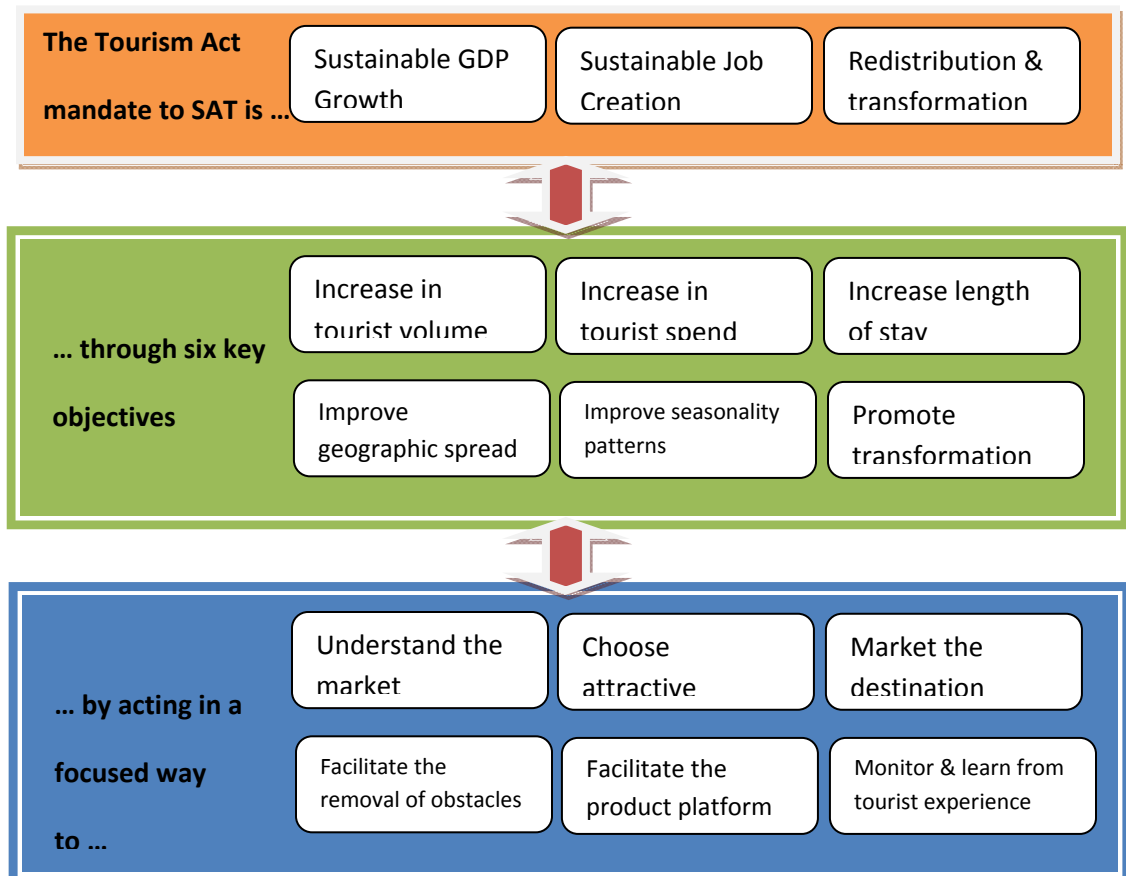 The Tourism Act
mandate to SAT is …
Sustainable GDP
Growth
Sustainable Job
Creation
Redistribution &
transformation
… through six key
objectives
Increase in
tourist volume
Increase in
tourist spend
Increase length
of stay
Improve
geographic spread
Improve seasonality
patterns
Promote
transformation
… by acting in a
focused way
to …
Understand the
market
Choose
attractive
Market the
destination
Facilitate the
removal of obstacles
Facilitate the
product platform
Monitor & learn from
tourist experience